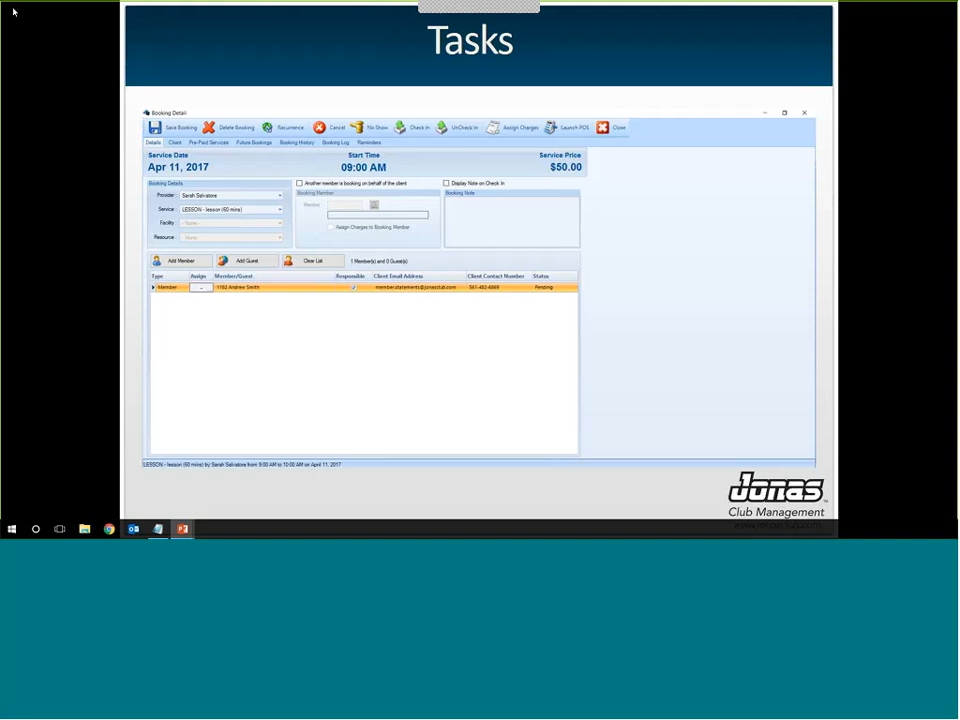 Tasks
Booking Detail
Save Booking Delete Booking Recurrence Cancel No Show Check In UnCheck In Assign Charges Launch POS Close
Details Client Pre-Paid Services Future Bookings Booking History Booking Log Reminders
Service Date Start Time Service Price
Apr 11, 2017 09:00 AM $50.00
Booking Details
Another member is booking on behalf of the client
Display Note on Check In
Provider : Sarah Salvatore
Booking Member
Booking Note
Service : LESSON - lesson (60 mins)
Member :
Facility : - None -
Assign Charges to Booking Member
Resource : - None -
Add Member Add Guest Clear List 1 Member(s) and 0 Guest(s)
Type Assign Member/Guest Responsible Client Email Address Client Contact Number Status
Member ... 1182 Andrew Smith member.statements@jonasclub.com Pending
LESSON - lesson (60 mins) by Sarah Salvatore from 9:00 AM to 10:00 AM on April 11, 2017
Jonas
Club Management